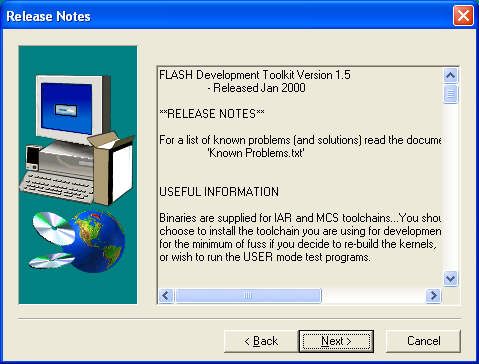 Release Notes
FLASH Development Toolkit Version 1.5
- Released Jan 2000
**RELEASE NOTES**
For a list of known problems (and solutions) read the docume
'Known Problems.txt'
USEFUL INFORMATION
Binaries are supplied for IAR and MCS toolchains...You shou
choose to install the toolchain you are using for developmen
for the minimum of fuss if you decide to re-build the kernels,
or wish to run the USER mode test programs.
< Back
Next >
Cancel